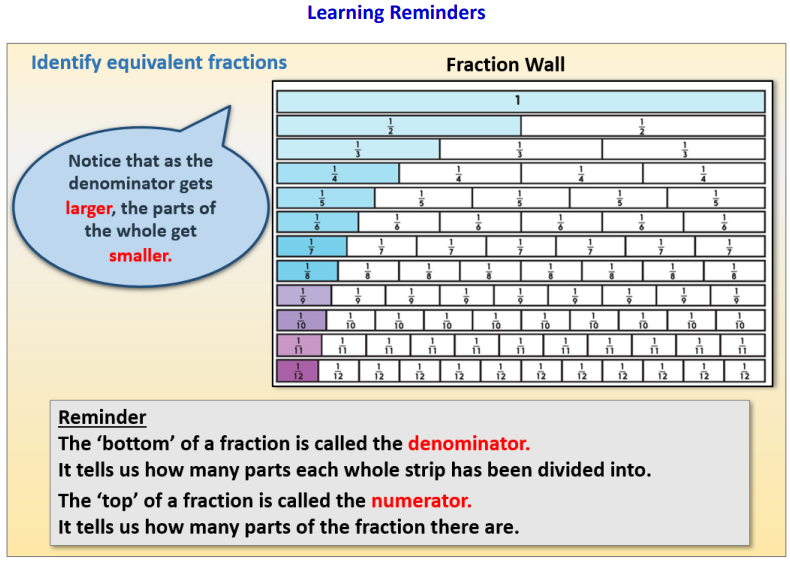 Learning Reminders
Identify equivalent fractions
Fraction Wall
Notice that as the
denominator gets
larger, the parts of
the whole get
smaller.
1
1/2 1/2
1/3 1/3 1/3
1/4 1/4 1/4 1/4
1/5 1/5 1/5 1/5 1/5
1/6 1/6 1/6 1/6 1/6 1/6
1/7 1/7 1/7 1/7 1/7 1/7 1/7
1/8 1/8 1/8 1/8 1/8 1/8 1/8 1/8
1/9 1/9 1/9 1/9 1/9 1/9 1/9 1/9 1/9
1/10 1/10 1/10 1/10 1/10 1/10 1/10 1/10 1/10 1/10
1/11 1/11 1/11 1/11 1/11 1/11 1/11 1/11 1/11 1/11 1/11
1/12 1/12 1/12 1/12 1/12 1/12 1/12 1/12 1/12 1/12 1/12 1/12
Reminder
The ‘bottom’ of a fraction is called the denominator.
It tells us how many parts each whole strip has been divided into.
The ‘top’ of a fraction is called the numerator.
It tells us how many parts of the fraction there are.